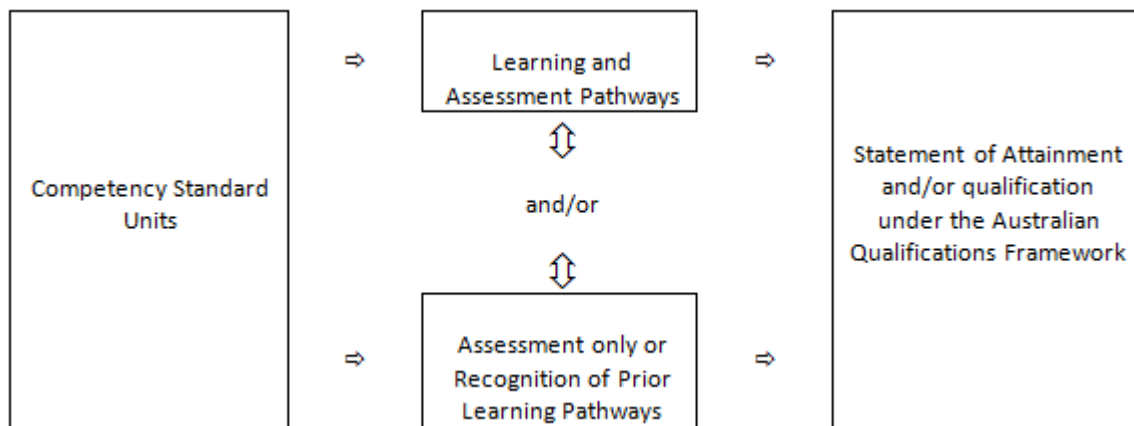 Competency Standard
Units
⇨
Learning and
Assessment Pathways
⇨
⇕
and/or
⇕
⇨
Assessment only or
Recognition of Prior
Learning Pathways
⇨
Statement of Attainment
and/or qualification
under the Australian
Qualifications Framework